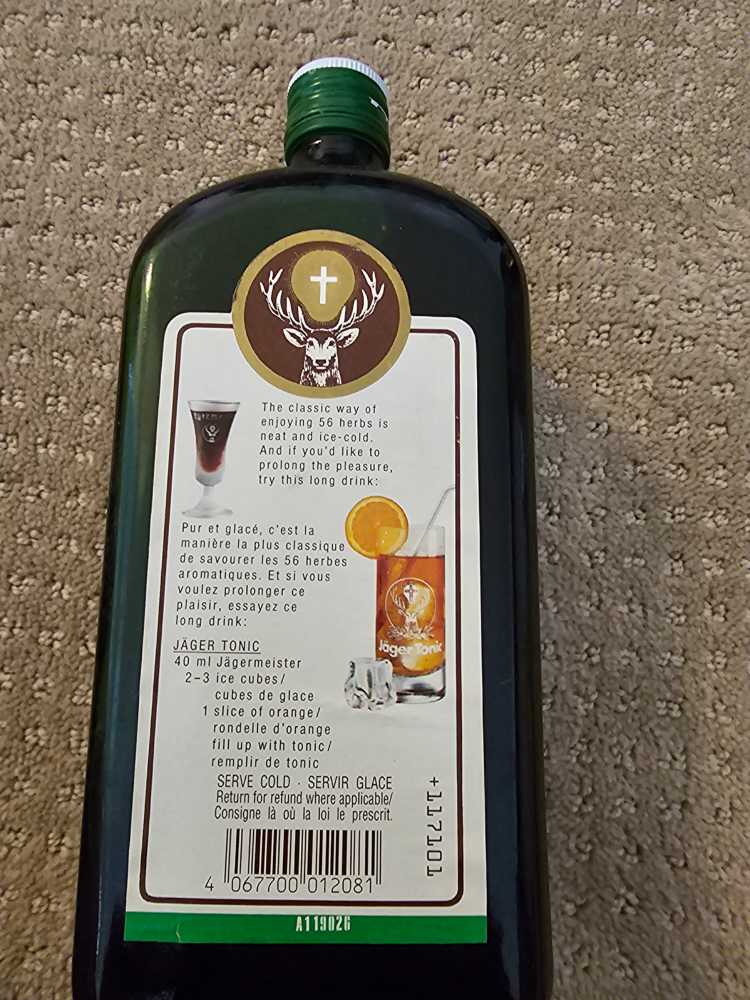 The classic way of
enjoying 56 herbs is
neat and ice-cold.
And if you'd like to
prolong the pleasure,
try this long drink:
Pur et glacé, c'est la
manière la plus classique
de savourer les 56 herbes
aromatiques. Et si vous
voulez prolonger ce
plaisir, essayez ce
long drink:
Jäger Tonic
JÄGER TONIC
40 ml Jägermeister
2–3 ice cubes/
cubes de glace
1 slice of orange/
rondelle d'orange
fill up with tonic/
remplir de tonic
SERVE COLD · SERVIR GLACE
Return for refund where applicable/
Consigne là où la loi le prescrit.
+117101
4 067700 012081
A119026